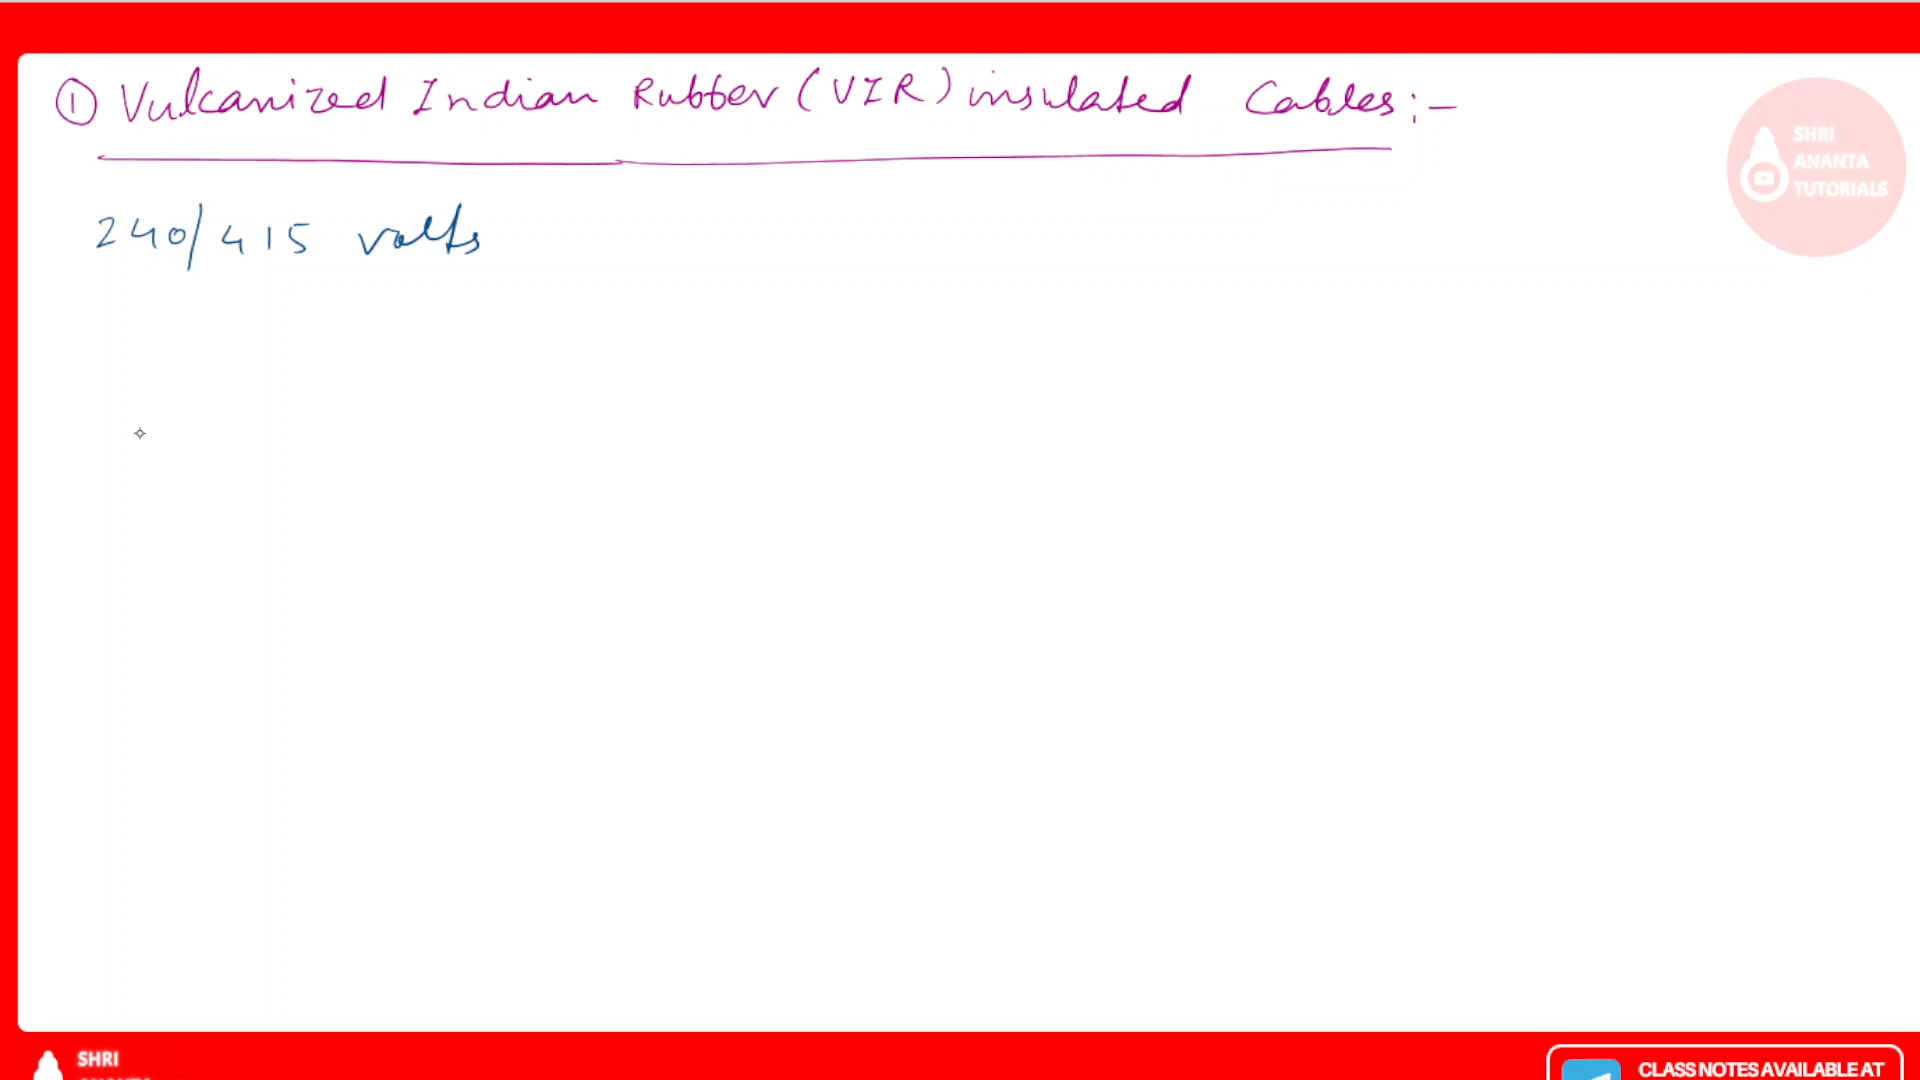 ① Vulcanized Indian Rubber (VIR) insulated Cables :-
240/415 volts
SHRI
ANANTA
TUTORIALS
SHRI
CLASS NOTES AVAILABLE AT